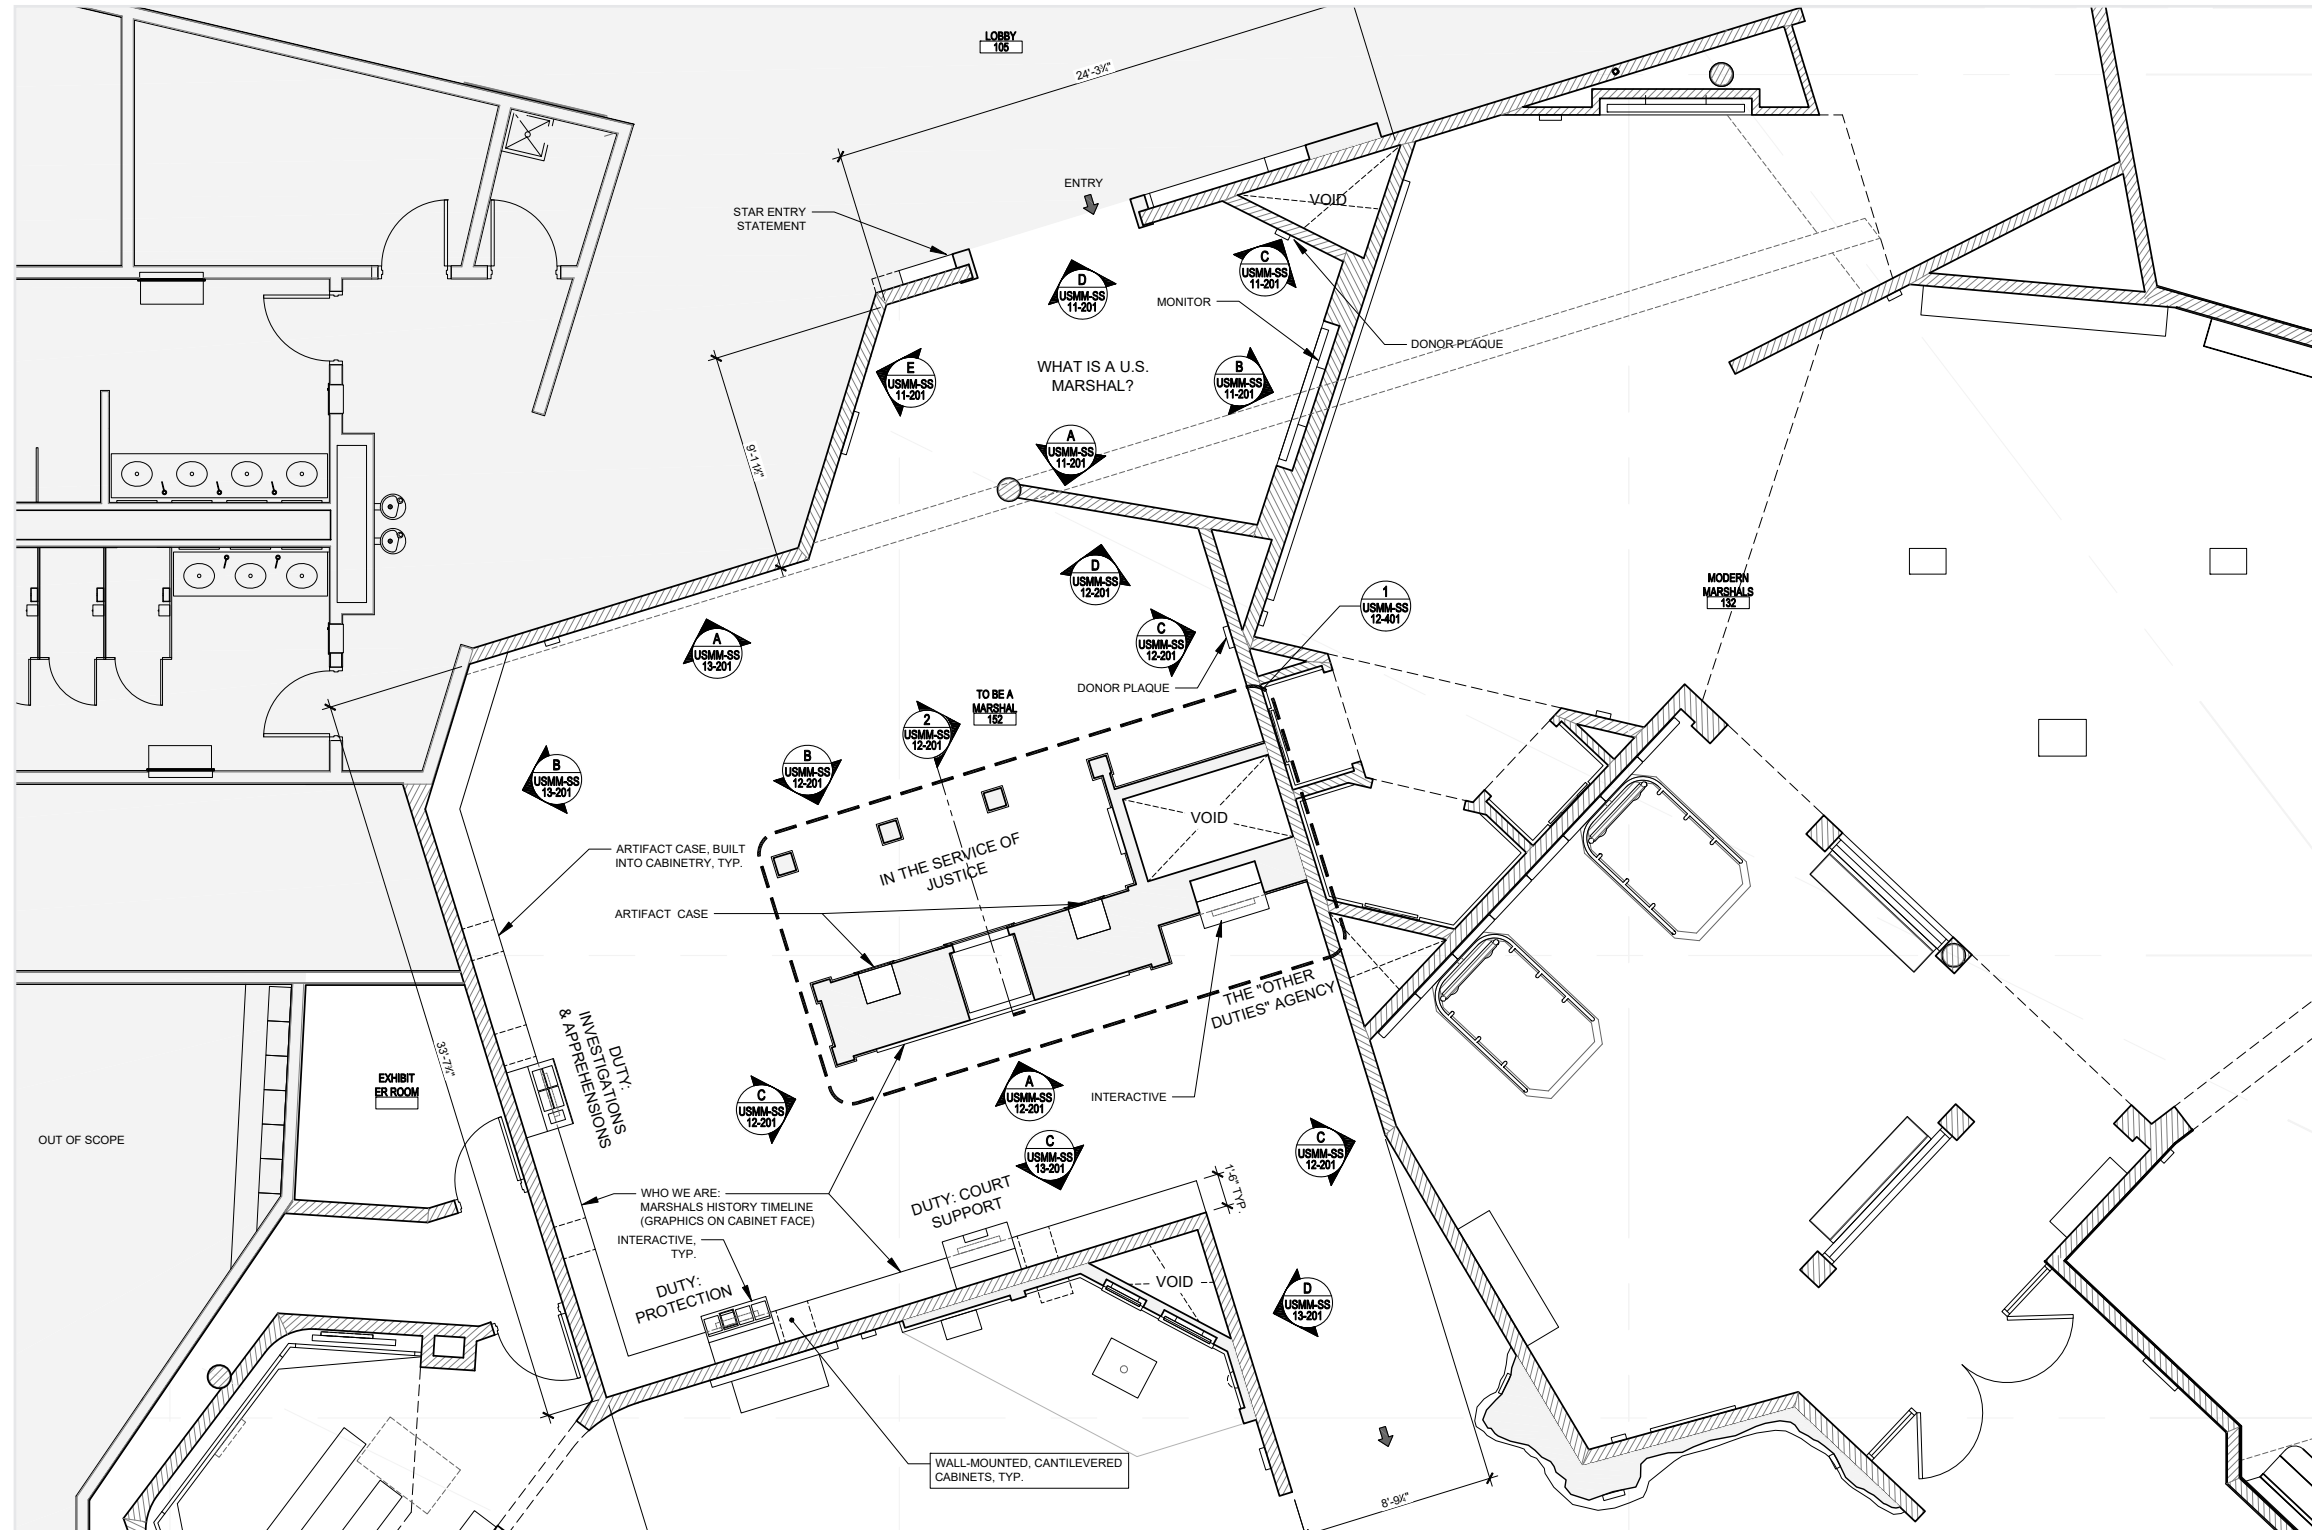 LOBBY
105
24'-3¾"
ENTRY
STAR ENTRY
STATEMENT
VOID
D
USMM-SS
11-201
C
USMM-SS
11-201
MONITOR
DONOR PLAQUE
E
USMM-SS
11-201
WHAT IS A U.S.
MARSHAL?
B
USMM-SS
11-201
A
USMM-SS
11-201
D
USMM-SS
12-201
1
USMM-SS
12-401
MODERN
MARSHALS
132
A
USMM-SS
13-201
C
USMM-SS
12-201
DONOR PLAQUE
TO BE A
MARSHAL
152
2
USMM-SS
12-201
B
USMM-SS
13-201
B
USMM-SS
12-201
VOID
ARTIFACT CASE, BUILT
INTO CABINETRY, TYP.
IN THE SERVICE OF
JUSTICE
ARTIFACT CASE
THE "OTHER
DUTIES" AGENCY
DUTY:
INVESTIGATIONS
& APPREHENSIONS
EXHIBIT
ER ROOM
OUT OF SCOPE
C
USMM-SS
12-201
A
USMM-SS
12-201
INTERACTIVE
C
USMM-SS
13-201
C
USMM-SS
12-201
1'-6" TYP.
WHO WE ARE:
MARSHALS HISTORY TIMELINE
(GRAPHICS ON CABINET FACE)
DUTY: COURT
SUPPORT
INTERACTIVE,
TYP.
DUTY:
PROTECTION
VOID
D
USMM-SS
13-201
WALL-MOUNTED, CANTILEVERED
CABINETS, TYP.